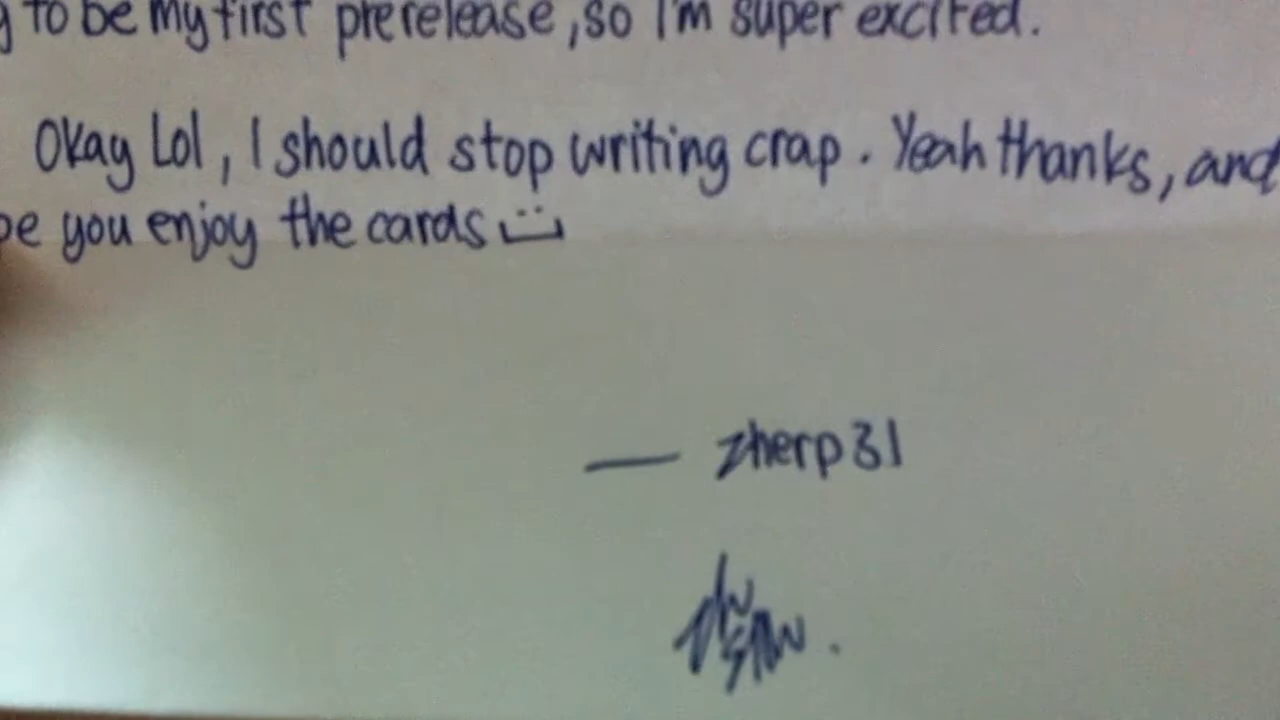 to be my first prerelease, so I'm super excited.
Okay Lol, I should stop writing crap. Yeah thanks, and
you enjoy the cards
— zherp31